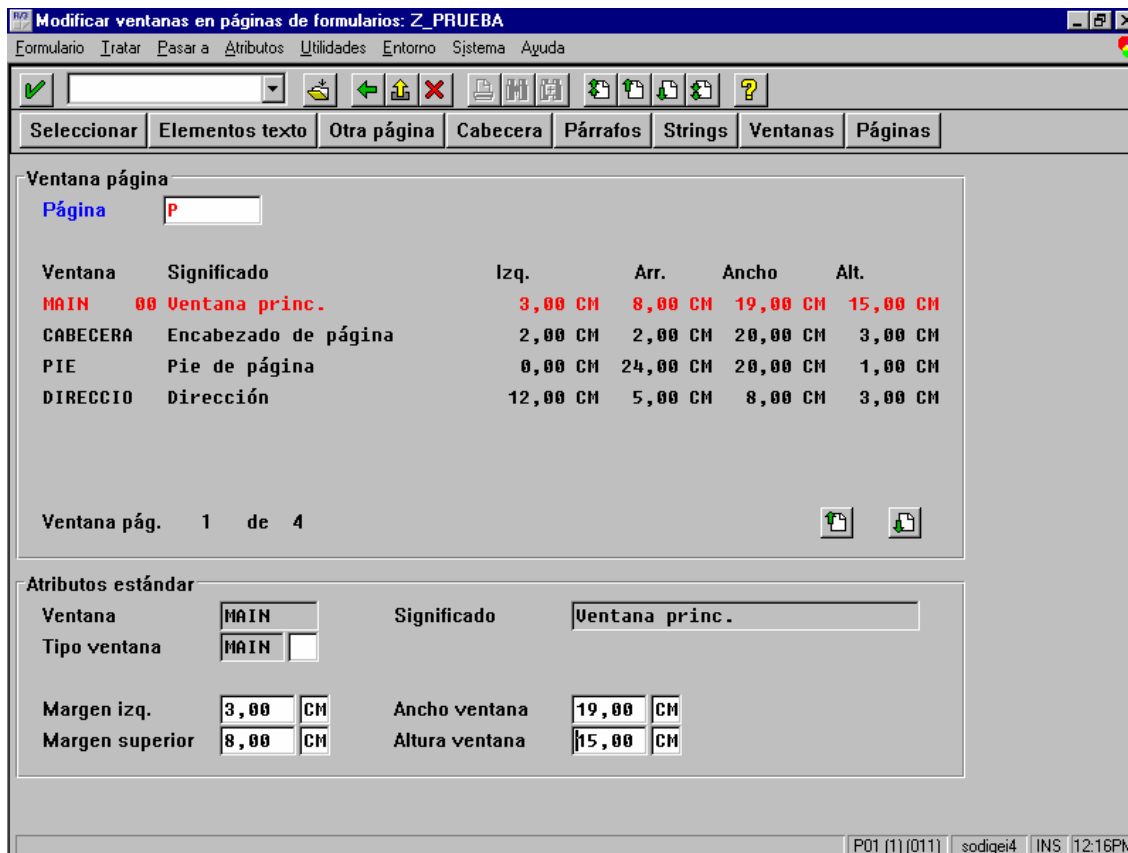 Modificar ventanas en páginas de formularios: Z_PRUEBA
Formulario Tratar Pasar a Atributos Utilidades Entorno Sistema Ayuda
Seleccionar Elementos texto Otra página Cabecera Párrafos Strings Ventanas Páginas
Ventana página
Página P
Ventana Significado Izq. Arr. Ancho Alt.
MAIN 00 Ventana princ. 3,00 CM 8,00 CM 19,00 CM 15,00 CM
CABECERA Encabezado de página 2,00 CM 2,00 CM 20,00 CM 3,00 CM
PIE Pie de página 0,00 CM 24,00 CM 20,00 CM 1,00 CM
DIRECCIO Dirección 12,00 CM 5,00 CM 8,00 CM 3,00 CM
Ventana pág. 1 de 4
Atributos estándar
Ventana MAIN Significado Ventana princ.
Tipo ventana MAIN
Margen izq. 3,00 CM Ancho ventana 19,00 CM
Margen superior 8,00 CM Altura ventana 15,00 CM
P01 (1) (011) sodigei4 INS 12:16PM